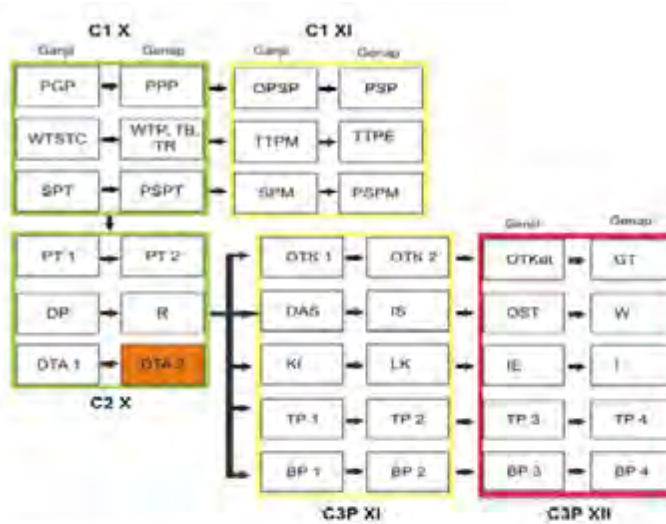 C1 X C1 XI
Ganjil Genap Ganjil Genap
PGP PPP OPSP PSP
WTSTC WTP, TB, TR TTPM TTPE
SPT PSPT SPM PSPM
Ganjil Genap
PT 1 PT 2 OTK 1 OTK 2 OTKel GT
DP R DAS IS OST W
DTA 1 DTA 2 KI LK IE I
C2 X
TP 1 TP 2 TP 3 TP 4
BP 1 BP 2 BP 3 BP 4
C3P XI C3P XII